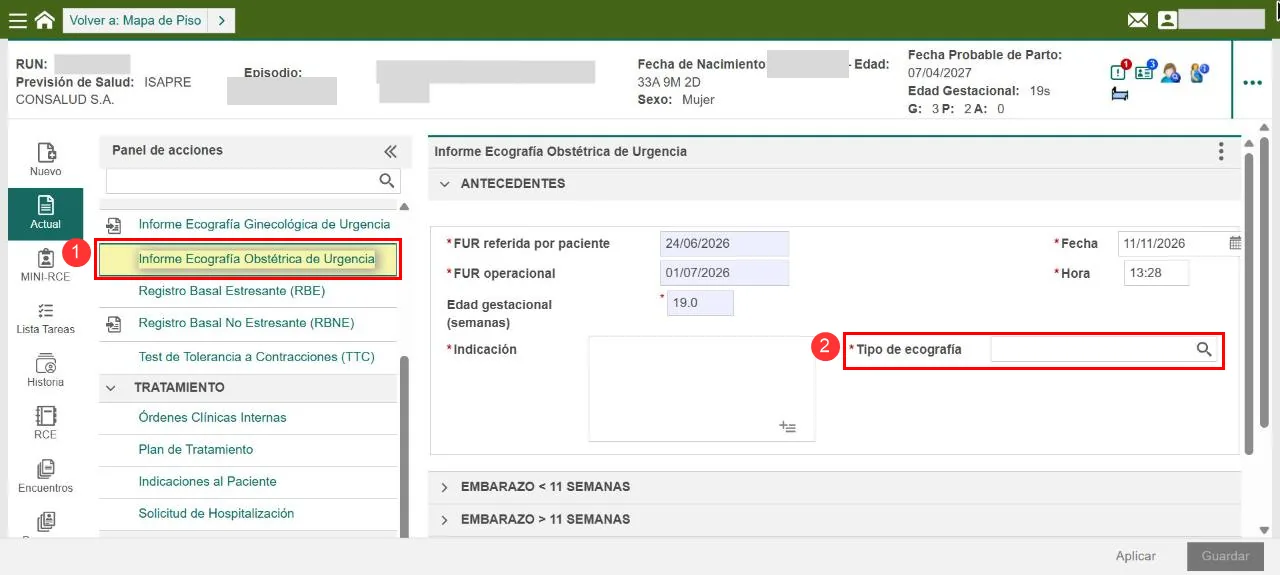 Volver a: Mapa de Piso
RUN:
Previsión de Salud: ISAPRE
CONSALUD S.A.
Episodio:
Fecha de Nacimiento - Edad:
33A 9M 2D
Sexo: Mujer
Fecha Probable de Parto:
07/04/2027
Edad Gestacional: 19s
G: 3 P: 2 A: 0
1
3
Nuevo
Actual
MINI-RCE
Lista Tareas
Historia
RCE
Encuentros
Panel de acciones
Informe Ecografía Ginecológica de Urgencia
1
Informe Ecografía Obstétrica de Urgencia
Registro Basal Estresante (RBE)
Registro Basal No Estresante (RBNE)
Test de Tolerancia a Contracciones (TTC)
TRATAMIENTO
Órdenes Clínicas Internas
Plan de Tratamiento
Indicaciones al Paciente
Solicitud de Hospitalización
Informe Ecografía Obstétrica de Urgencia
ANTECEDENTES
*FUR referida por paciente 24/06/2026 *Fecha 11/11/2026
*FUR operacional 01/07/2026 *Hora 13:28
Edad gestacional * 19.0
(semanas)
*Indicación 2 *Tipo de ecografía
EMBARAZO < 11 SEMANAS
EMBARAZO > 11 SEMANAS
Aplicar Guardar